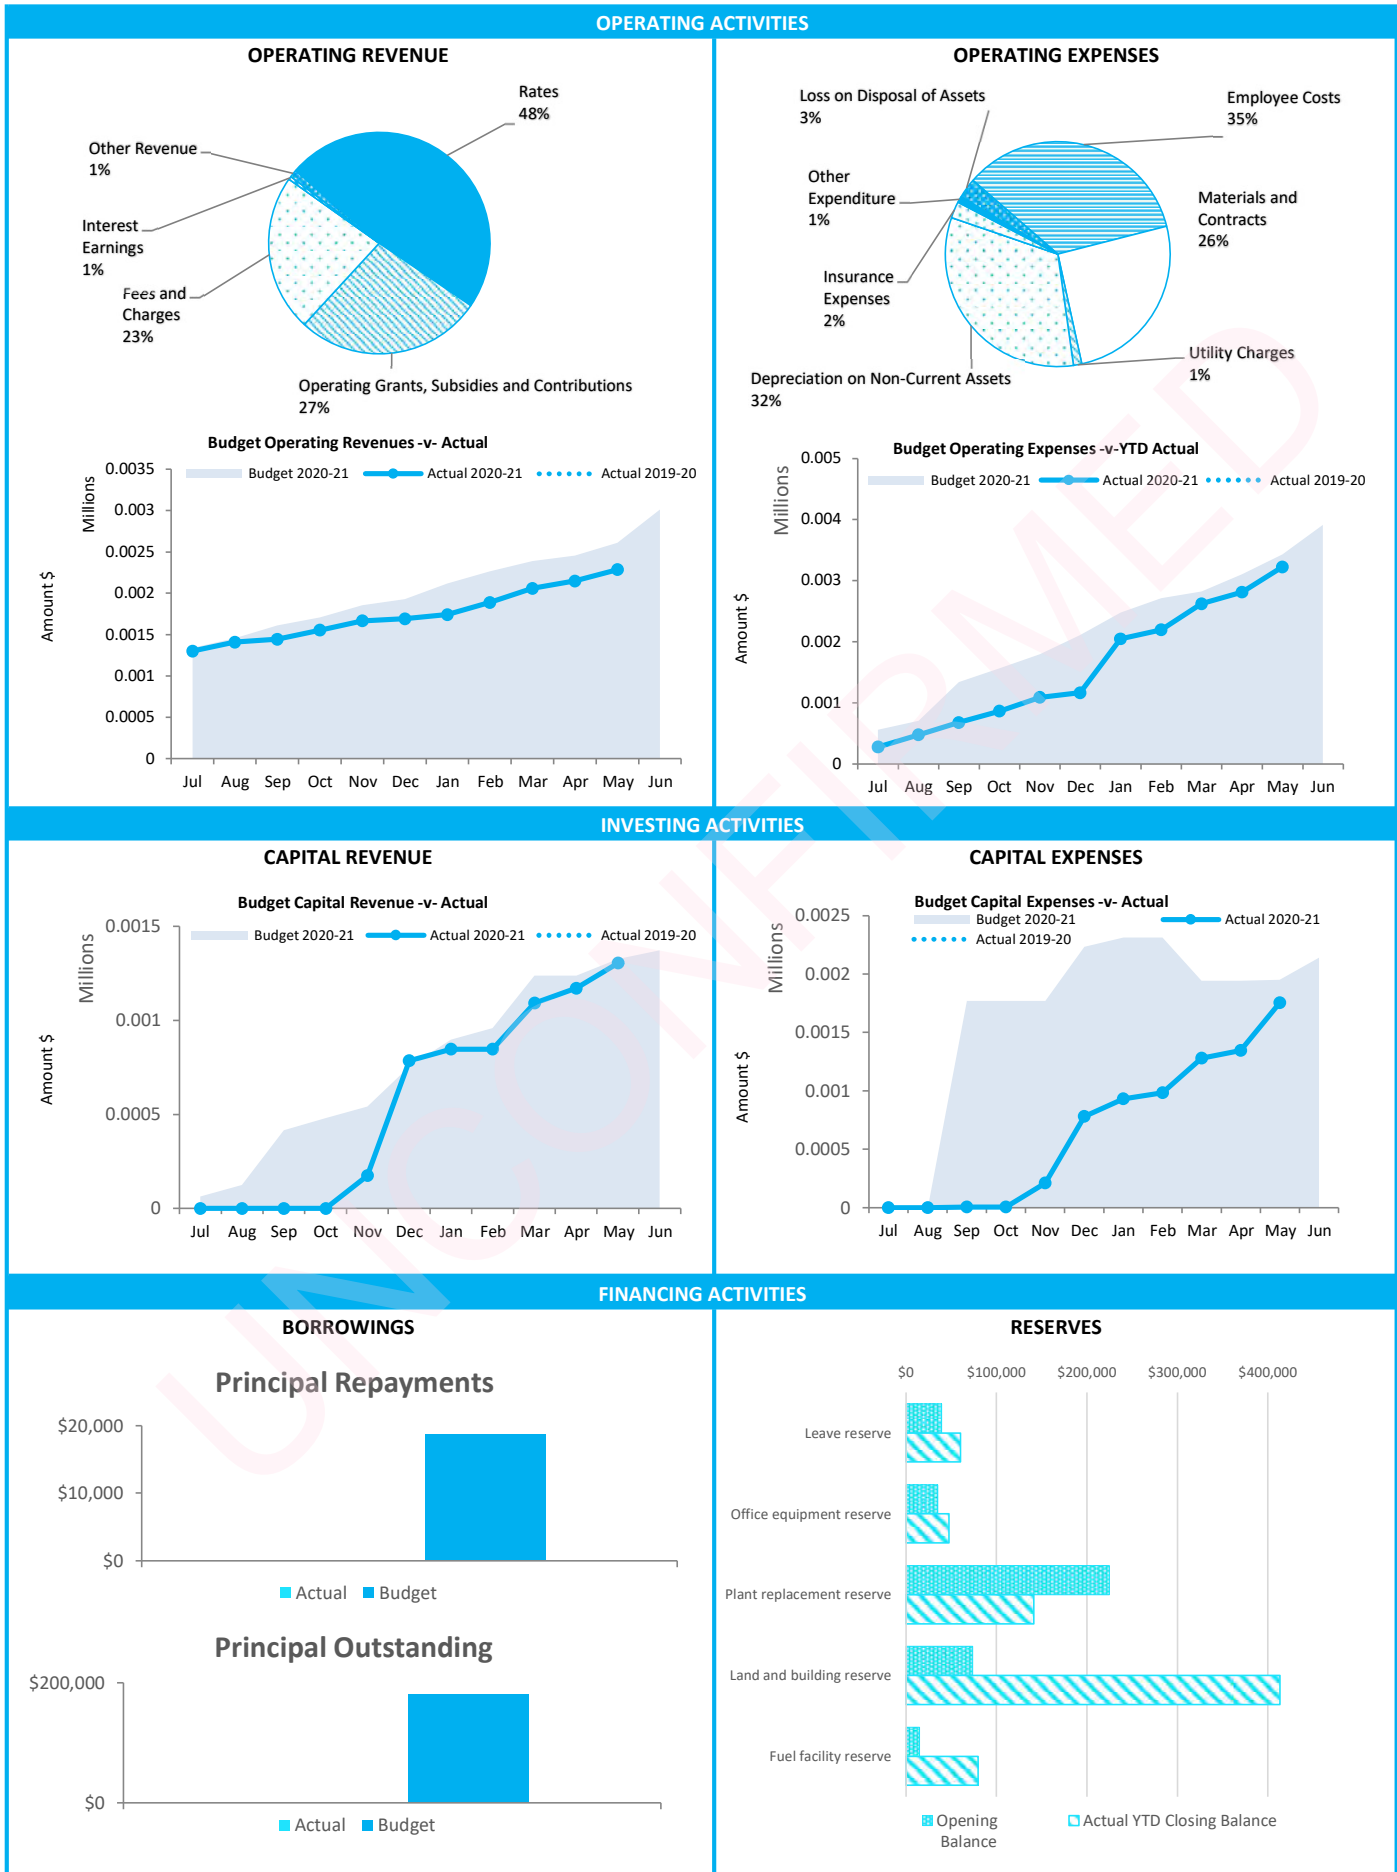 OPERATING ACTIVITIES
OPERATING REVENUE
Rates
48%
Other Revenue
1%
Interest
Earnings
1%
Fees and
Charges
23%
Operating Grants, Subsidies and Contributions
27%
OPERATING EXPENSES
Loss on Disposal of Assets
3%
Employee Costs
35%
Other
Expenditure
1%
Materials and
Contracts
26%
Insurance
Expenses
2%
Utility Charges
1%
Depreciation on Non-Current Assets
32%
Budget Operating Revenues -v- Actual
Budget 2020-21 Actual 2020-21 Actual 2019-20
Amount $
Millions
0.0035
0.003
0.0025
0.002
0.0015
0.001
0.0005
0
Jul Aug Sep Oct Nov Dec Jan Feb Mar Apr May Jun
Budget Operating Expenses -v-YTD Actual
Budget 2020-21 Actual 2020-21 Actual 2019-20
Amount $
Millions
0.005
0.004
0.003
0.002
0.001
0
Jul Aug Sep Oct Nov Dec Jan Feb Mar Apr May Jun
INVESTING ACTIVITIES
CAPITAL REVENUE
Budget Capital Revenue -v- Actual
Budget 2020-21 Actual 2020-21 Actual 2019-20
Amount $
Millions
0.0015
0.001
0.0005
0
Jul Aug Sep Oct Nov Dec Jan Feb Mar Apr May Jun
CAPITAL EXPENSES
Budget Capital Expenses -v- Actual
Budget 2020-21 Actual 2020-21
Actual 2019-20
Amount $
Millions
0.0025
0.002
0.0015
0.001
0.0005
0
Jul Aug Sep Oct Nov Dec Jan Feb Mar Apr May Jun
FINANCING ACTIVITIES
BORROWINGS
Principal Repayments
$20,000
$10,000
$0
Actual Budget
Principal Outstanding
$200,000
$0
Actual Budget
RESERVES
$0 $100,000 $200,000 $300,000 $400,000
Leave reserve
Office equipment reserve
Plant replacement reserve
Land and building reserve
Fuel facility reserve
Opening
Balance
Actual YTD Closing Balance
UNCONFIRMED